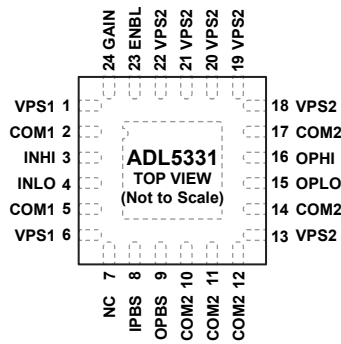 24 GAIN
23 ENBL
22 VPS2
21 VPS2
20 VPS2
19 VPS2
VPS1 1
COM1 2
INHI 3
INLO 4
COM1 5
VPS1 6
ADL5331
TOP VIEW
(Not to Scale)
18 VPS2
17 COM2
16 OPHI
15 OPLO
14 COM2
13 VPS2
NC 7
IPBS 8
OPBS 9
COM2 10
COM2 11
COM2 12